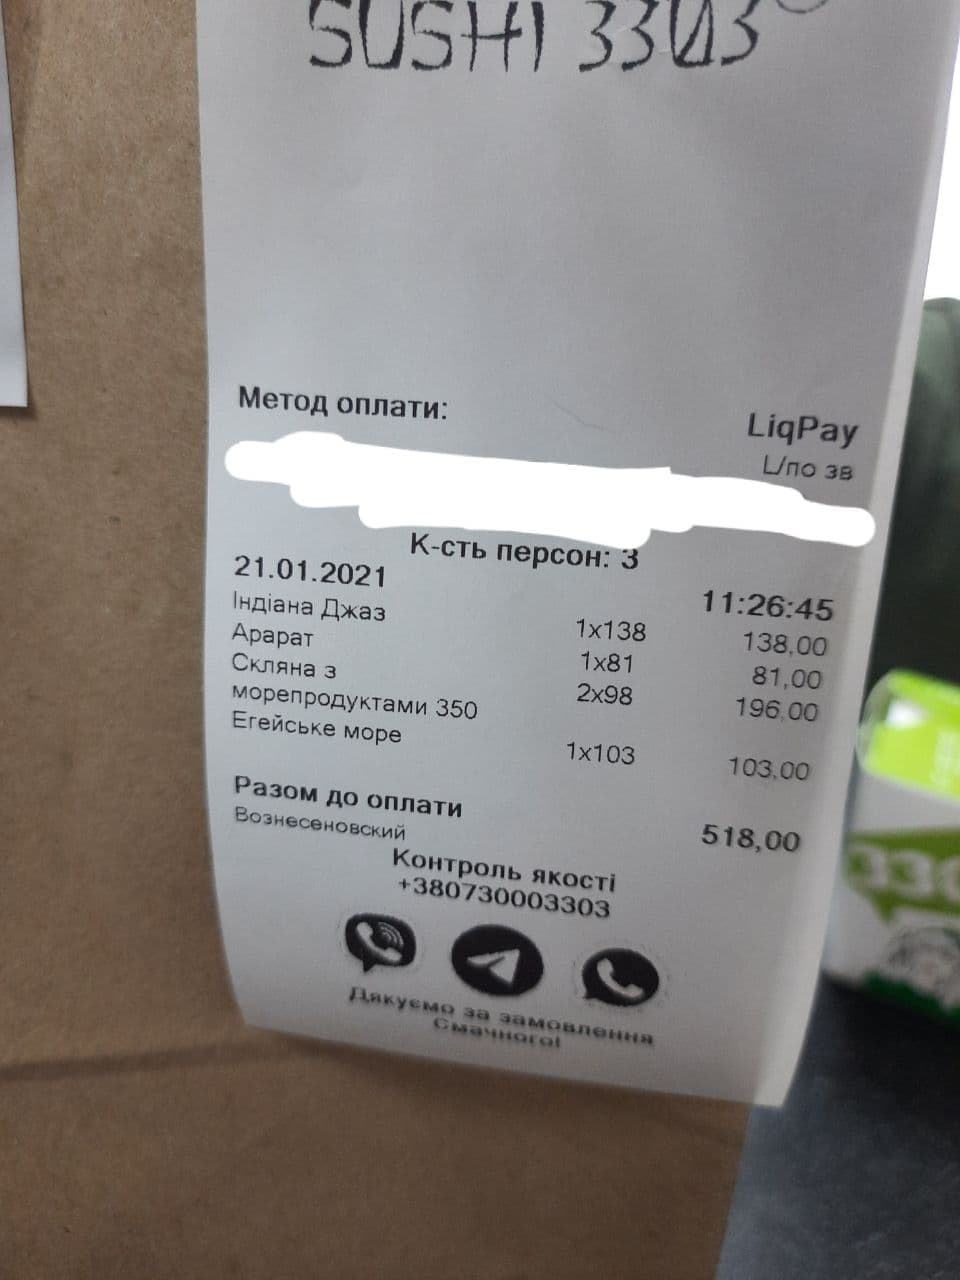 SUSHI 3303
Метод оплати:
LiqPay
L/по зв
К-сть персон: 3
21.01.2021 11:26:45
Індіана Джаз 1x138 138,00
Арарат 1x81 81,00
Скляна з 2x98 196,00
морепродуктами 350
Егейське море 1x103 103,00
Разом до оплати 518,00
Вознесеновский
Контроль якості
+380730003303
Дякуємо за замовлення
Смачного!
330